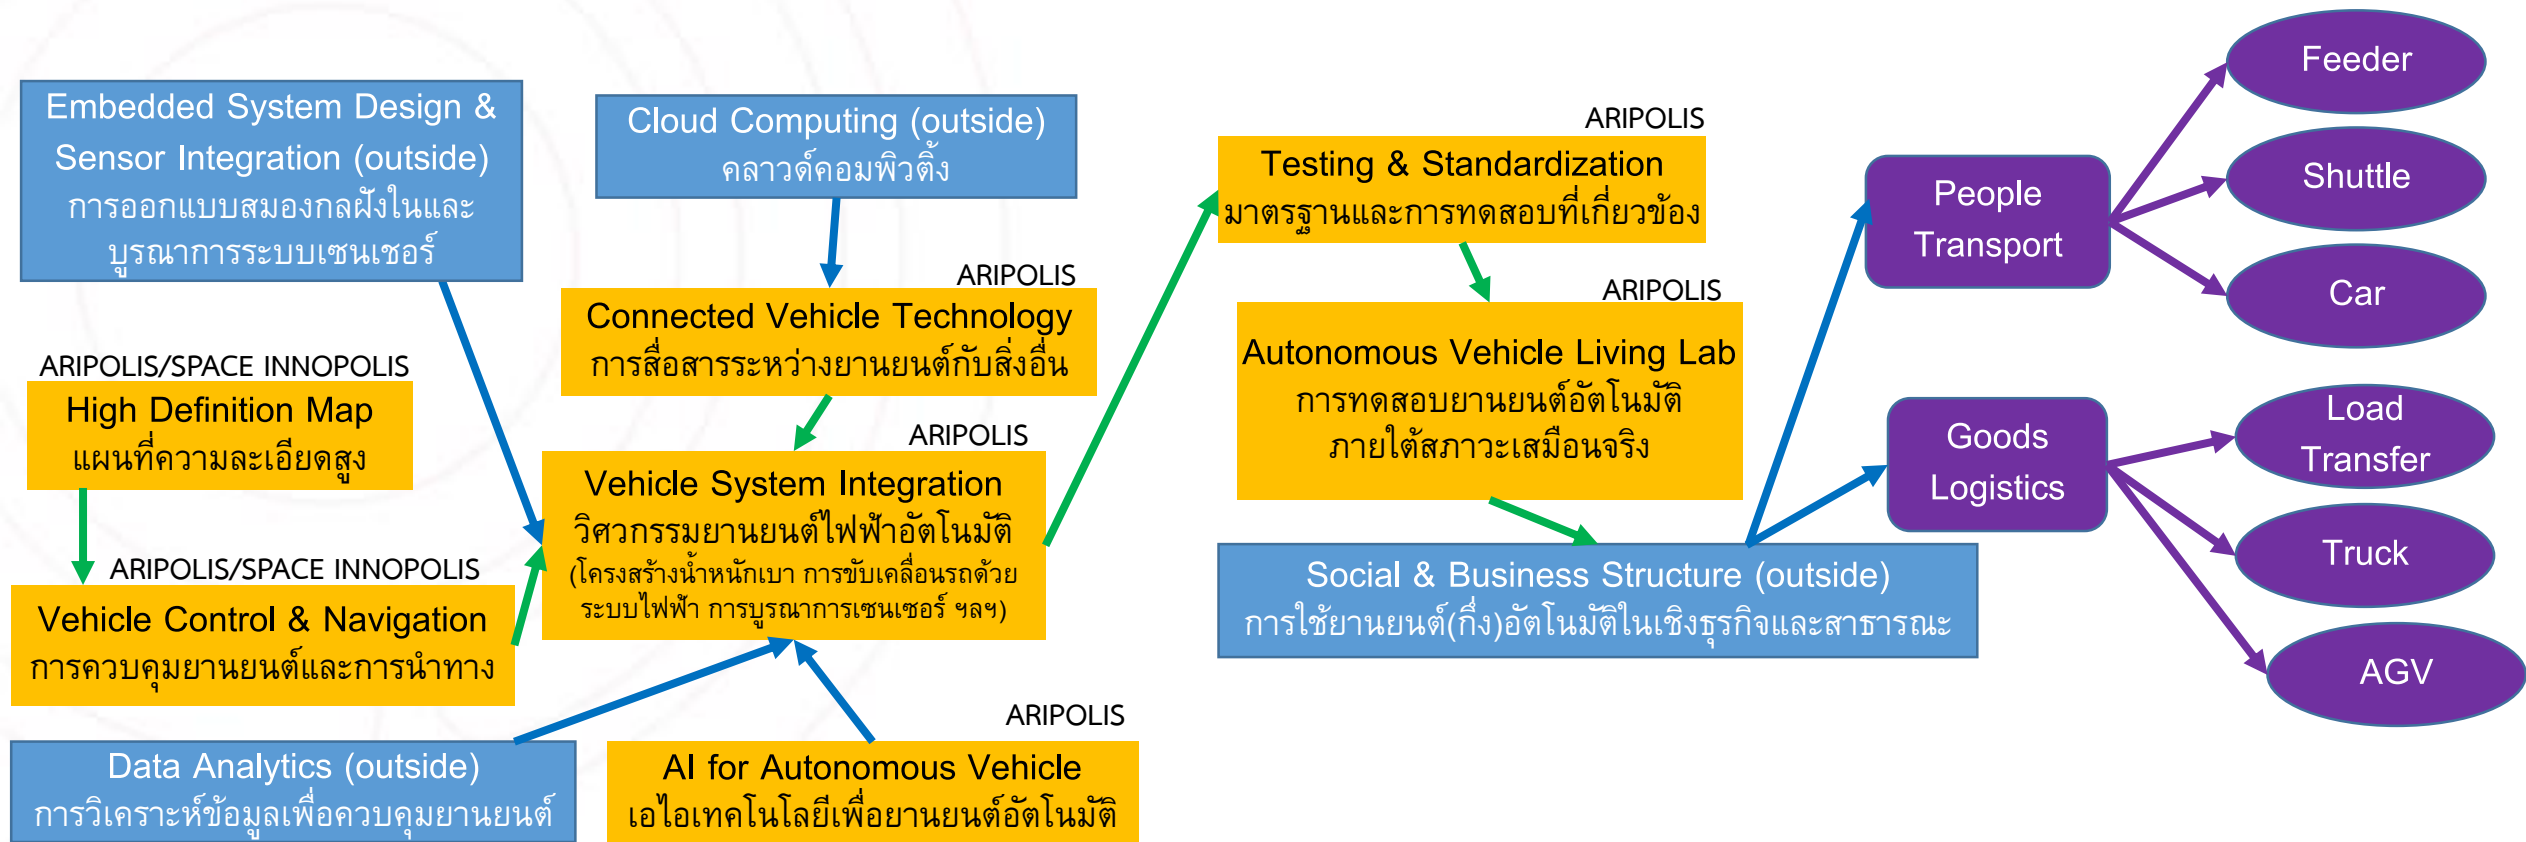 Embedded System Design &
Sensor Integration (outside)
การออกแบบสมองกลฝังในและ
บูรณาการระบบเซนเซอร์
ARIPOLIS/SPACE INNOPOLIS
High Definition Map
แผนที่ความละเอียดสูง
ARIPOLIS/SPACE INNOPOLIS
Vehicle Control & Navigation
การควบคุมยานยนต์และการนำทาง
Data Analytics (outside)
การวิเคราะห์ข้อมูลเพื่อควบคุมยานยนต์
Cloud Computing (outside)
คลาวด์คอมพิวติ้ง
ARIPOLIS
Connected Vehicle Technology
การสื่อสารระหว่างยานยนต์กับสิ่งอื่น
ARIPOLIS
Vehicle System Integration
วิศวกรรมยานยนต์ไฟฟ้าอัตโนมัติ
(โครงสร้างน้ำหนักเบา การขับเคลื่อนรถด้วย
ระบบไฟฟ้า การบูรณาการเซนเซอร์ ฯลฯ)
ARIPOLIS
AI for Autonomous Vehicle
เอไอเทคโนโลยีเพื่อยานยนต์อัตโนมัติ
ARIPOLIS
Testing & Standardization
มาตรฐานและการทดสอบที่เกี่ยวข้อง
ARIPOLIS
Autonomous Vehicle Living Lab
การทดสอบยานยนต์อัตโนมัติ
ภายใต้สภาวะเสมือนจริง
Social & Business Structure (outside)
การใช้ยานยนต์(กึ่ง)อัตโนมัติในเชิงธุรกิจและสาธารณะ
People
Transport
Goods
Logistics
Feeder
Shuttle
Car
Load
Transfer
Truck
AGV